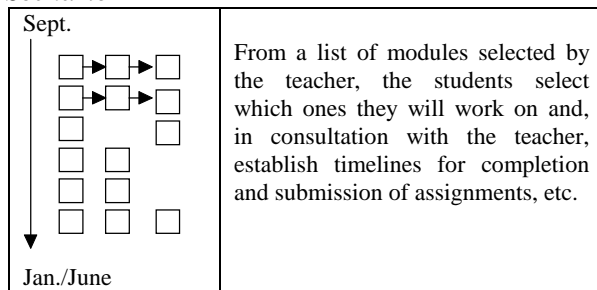 Sept.
From a list of modules selected by
the teacher, the students select
which ones they will work on and,
in consultation with the teacher,
establish timelines for completion
and submission of assignments, etc.
Jan./June